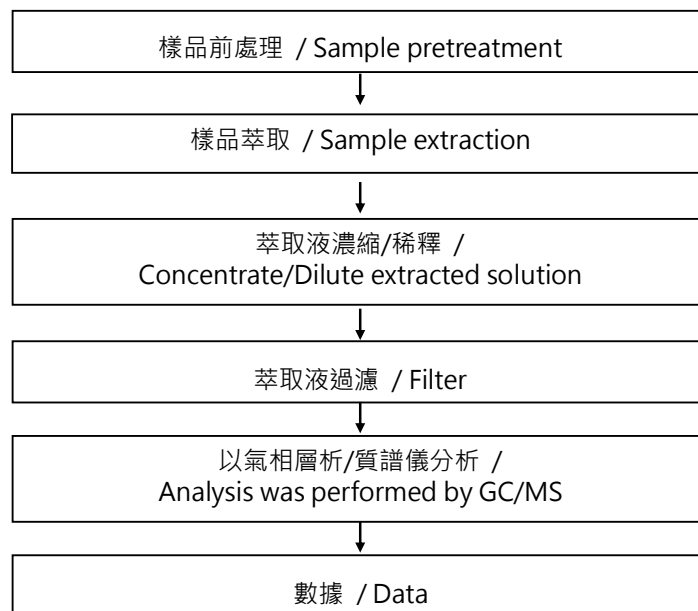 樣品前處理 / Sample pretreatment
樣品萃取 / Sample extraction
萃取液濃縮/稀釋 /
Concentrate/Dilute extracted solution
萃取液過濾 / Filter
以氣相層析/質譜儀分析 /
Analysis was performed by GC/MS
數據 / Data